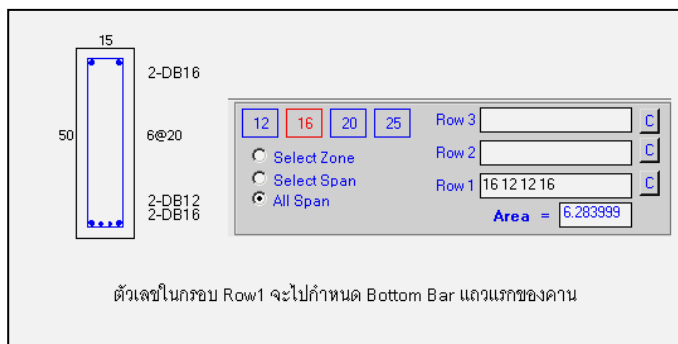 15
2-DB16
50
6@20
2-DB12
2-DB16
12 16 20 25
Select Zone
Select Span
All Span
Row 3 C
Row 2 C
Row 1 16 12 12 16 C
Area = 6.283999
ตัวเลขในกรอบ Row1 จะไปกำหนด Bottom Bar แถวแรกของคาน